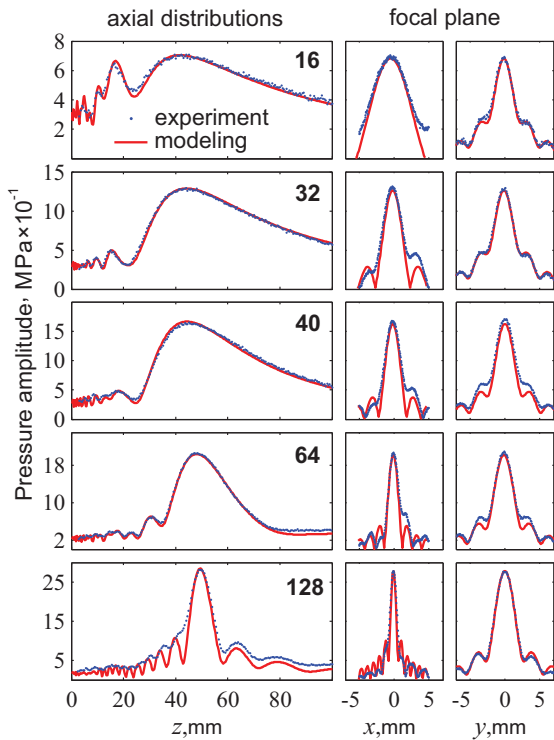 axial distributions focal plane
Pressure amplitude, MPa×10⁻¹
8
6
4
2
16
experiment
modeling
15
10
5
0
32
15
10
5
0
40
18
10
2
64
25
15
5
128
0 20 40 60 80
-5 0 5
-5 0 5
z,mm
x,mm
y,mm